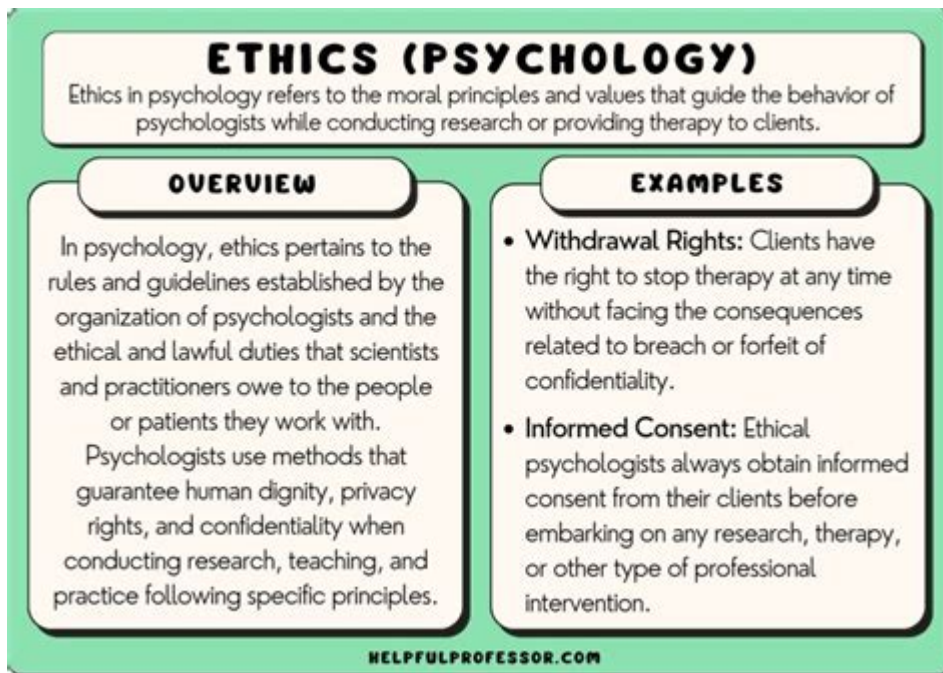 ETHICS (PSYCHOLOGY)
Ethics in psychology refers to the moral principles and values that guide the behavior of
psychologists while conducting research or providing therapy to clients.
OVERVIEW
In psychology, ethics pertains to the
rules and guidelines established by the
organization of psychologists and the
ethical and lawful duties that scientists
and practitioners owe to the people
or patients they work with.
Psychologists use methods that
guarantee human dignity, privacy
rights, and confidentiality when
conducting research, teaching, and
practice following specific principles.
EXAMPLES
• Withdrawal Rights: Clients have
the right to stop therapy at any time
without facing the consequences
related to breach or forfeit of
confidentiality.
• Informed Consent: Ethical
psychologists always obtain informed
consent from their clients before
embarking on any research, therapy,
or other type of professional
intervention.
HELPFULPROFESSOR.COM